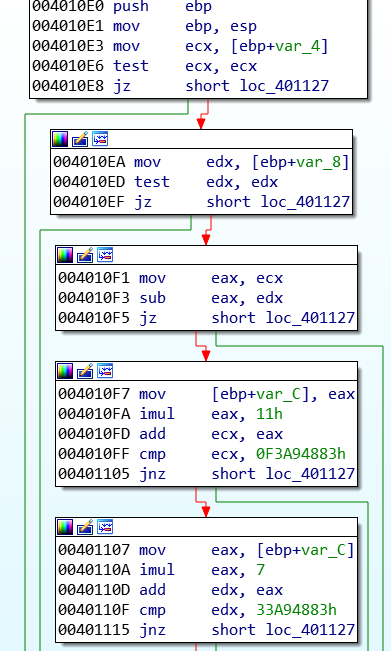 004010E0 push ebp
004010E1 mov ebp, esp
004010E3 mov ecx, [ebp+var_4]
004010E6 test ecx, ecx
004010E8 jz short loc_401127
004010EA mov edx, [ebp+var_8]
004010ED test edx, edx
004010EF jz short loc_401127
004010F1 mov eax, ecx
004010F3 sub eax, edx
004010F5 jz short loc_401127
004010F7 mov [ebp+var_C], eax
004010FA imul eax, 11h
004010FD add ecx, eax
004010FF cmp ecx, 0F3A94883h
00401105 jnz short loc_401127
00401107 mov eax, [ebp+var_C]
0040110A imul eax, 7
0040110D add edx, eax
0040110F cmp edx, 33A94883h
00401115 jnz short loc_401127